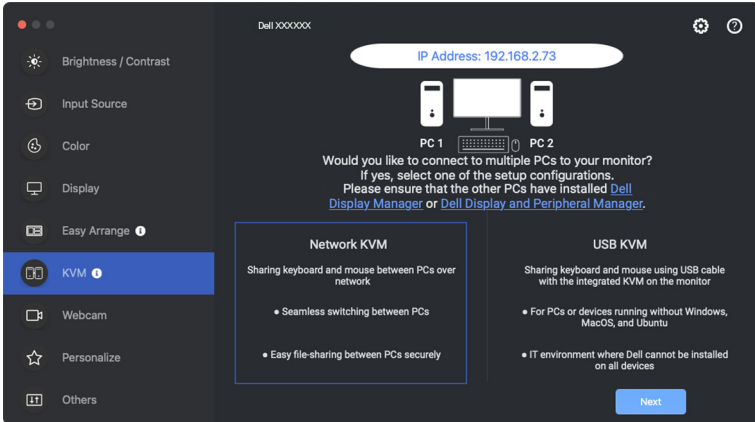 Dell XXXXXX
Brightness / Contrast
Input Source
Color
Display
Easy Arrange
KVM
Webcam
Personalize
Others
IP Address: 192.168.2.73
PC 1
PC 2
Would you like to connect to multiple PCs to your monitor?
If yes, select one of the setup configurations.
Please ensure that the other PCs have installed Dell
Display Manager or Dell Display and Peripheral Manager.
Network KVM
Sharing keyboard and mouse between PCs over
network
● Seamless switching between PCs
● Easy file-sharing between PCs securely
USB KVM
Sharing keyboard and mouse using USB cable
with the integrated KVM on the monitor
● For PCs or devices running without Windows,
MacOS, and Ubuntu
● IT environment where Dell cannot be installed
on all devices
Next